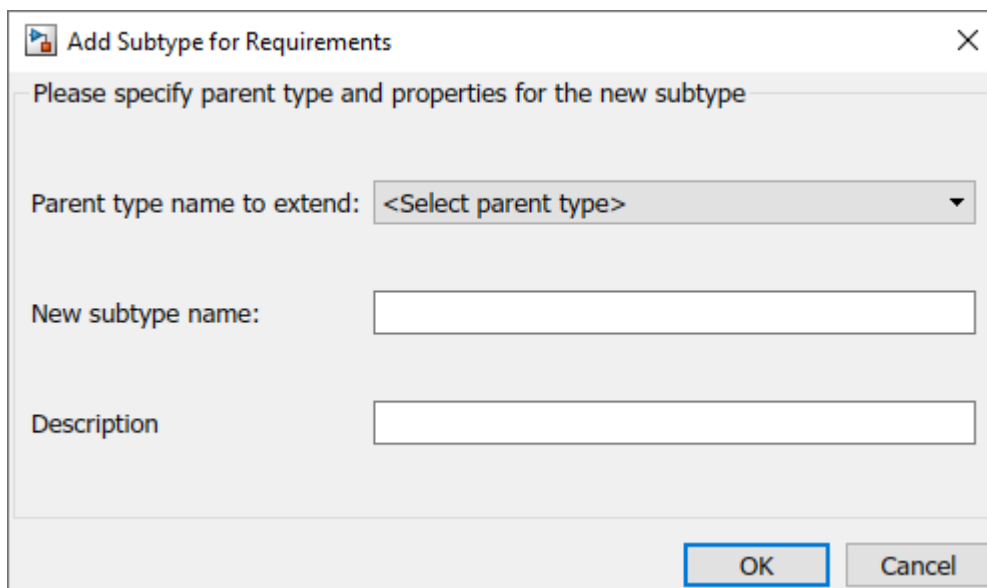 Add Subtype for Requirements
Please specify parent type and properties for the new subtype
Parent type name to extend: <Select parent type>
New subtype name:
Description
OK Cancel